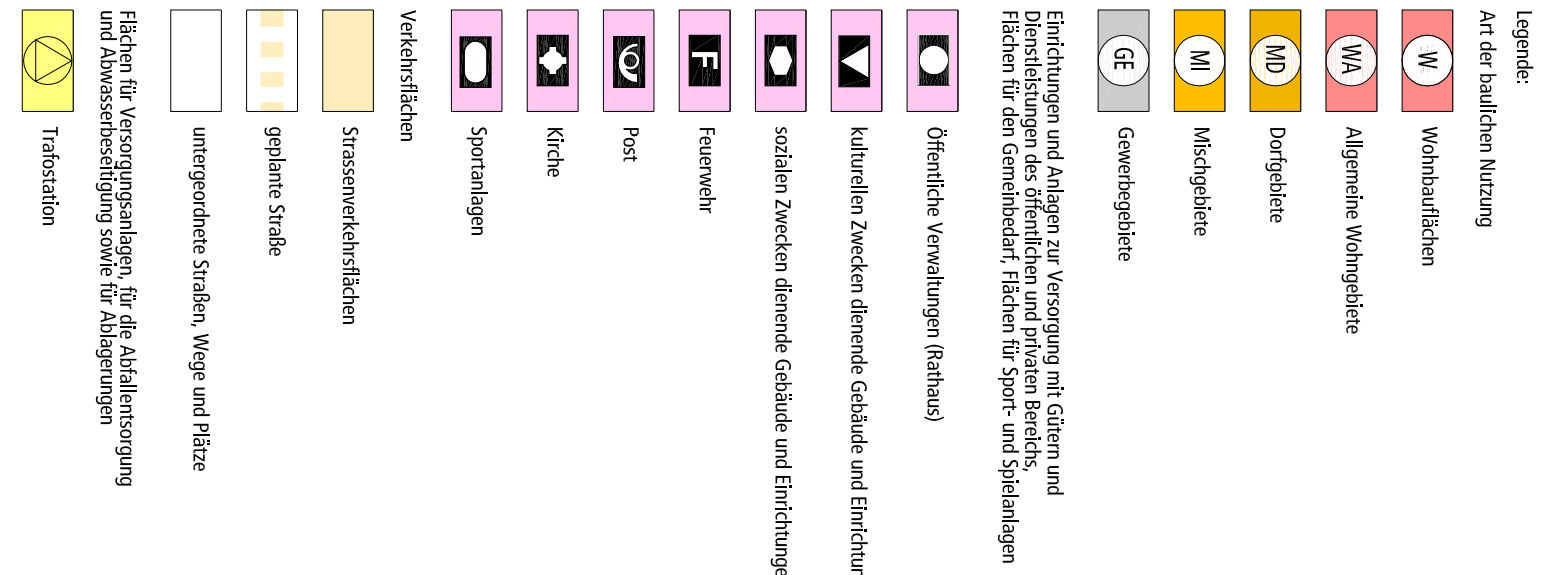 Legende:
Art der baulichen Nutzung
W Wohnbauflächen
WA Allgemeine Wohngebiete
MD Dorfgebiete
MI Mischgebiete
GE Gewerbegebiete
Einrichtungen und Anlagen zur Versorgung mit Gütern und
Dienstleistungen des öffentlichen und privaten Bereichs,
Flächen für den Gemeinbedarf, Flächen für Sport- und Spielanlagen
Öffentliche Verwaltungen (Rathaus)
kulturellen Zwecken dienende Gebäude und
sozialen Zwecken dienende Gebäude und
F Feuerwehr
Post
Kirche
Sportanlagen
Verkehrsflächen
Strassenverkehrsflächen
geplante Straße
untergeordnete Straßen, Wege und Plätze
Flächen für Versorgungsanlagen, für die Abfallentsorgung
und Abwasserbeseitigung sowie für Ablagerungen
Trafostation